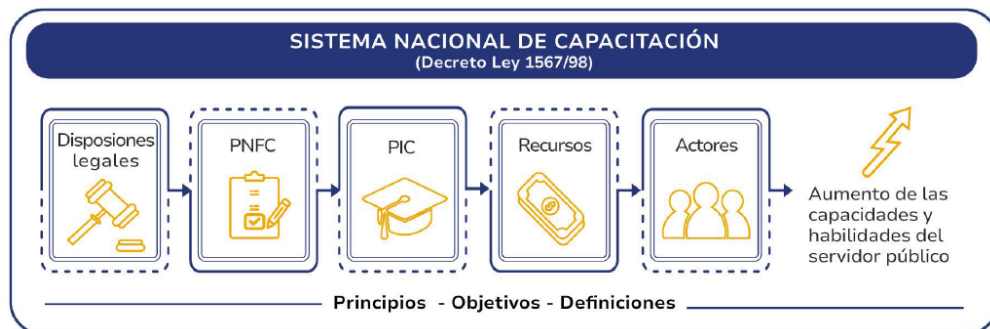 SISTEMA NACIONAL DE CAPACITACIÓN
(Decreto Ley 1567/98)
Disposiones
legales
PNFC
PIC
Recursos
Actores
Aumento de las
capacidades y
habilidades del
servidor público
Principios - Objetivos - Definiciones